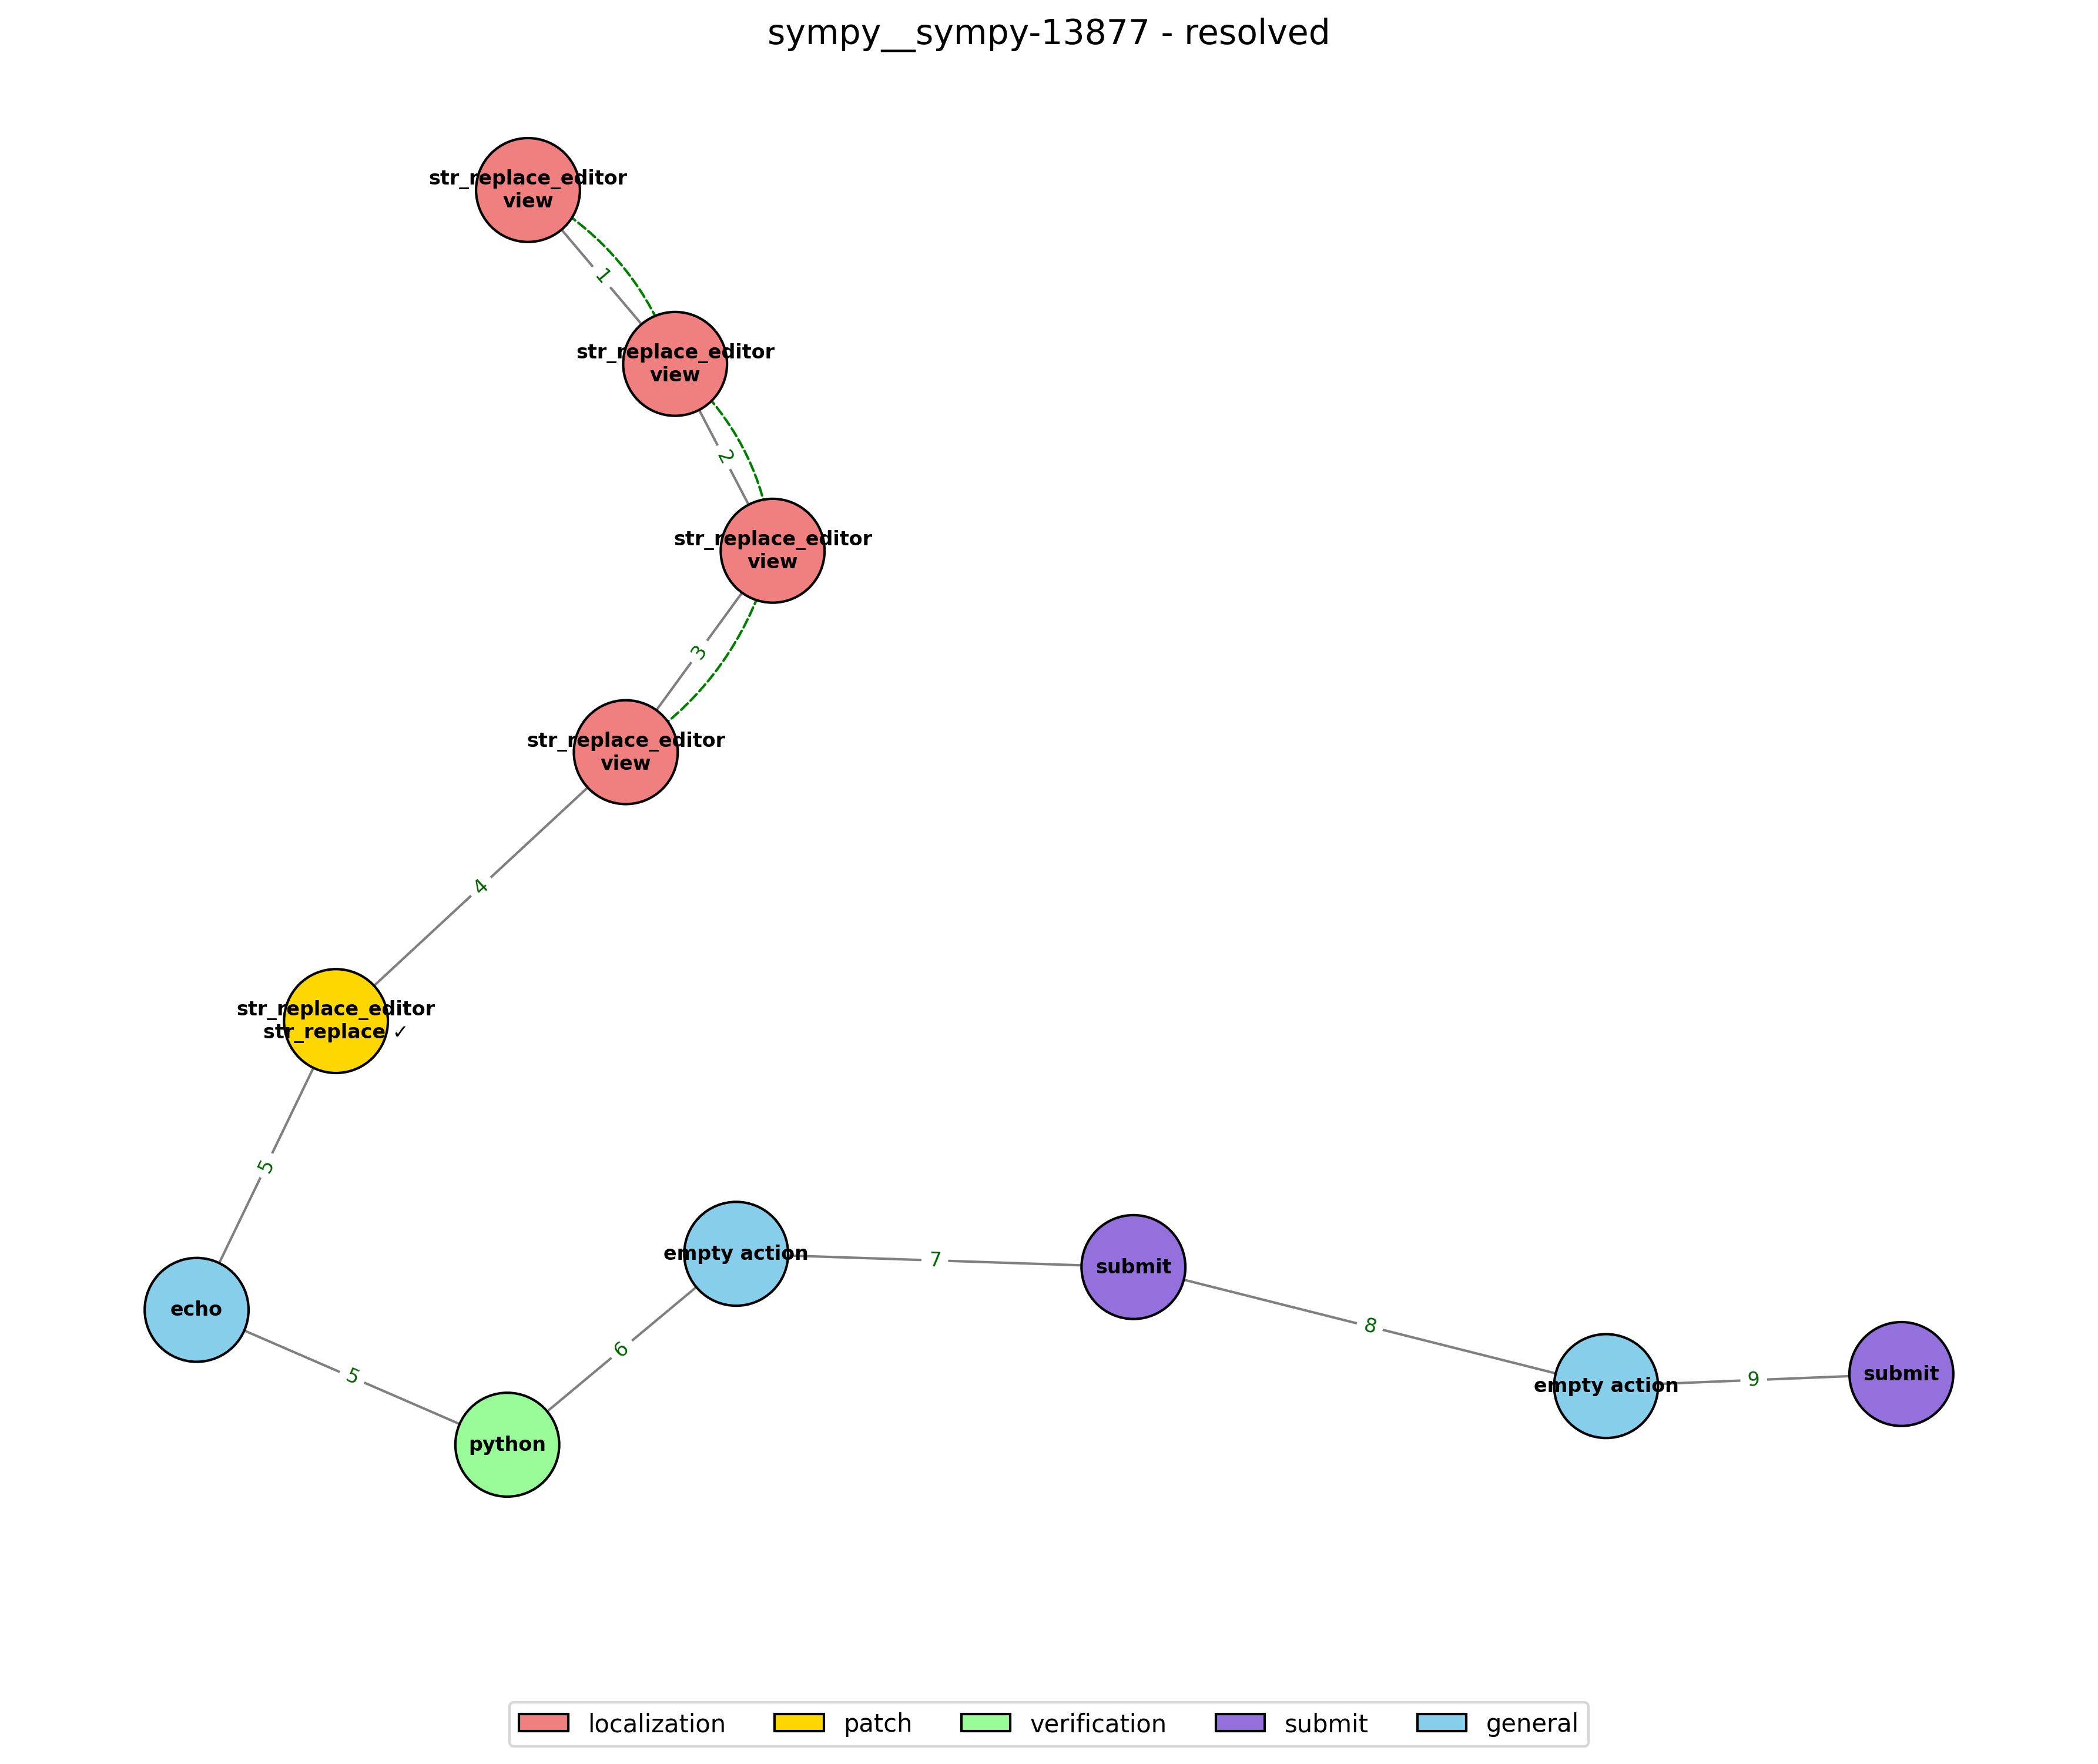 sympy__sympy-13877 - resolved
str_replace_editor
view
1
str_replace_editor
view
2
str_replace_editor
view
3
str_replace_editor
view
4
str_replace_editor
str_replace ✓
5
echo
5
python
6
empty action
7
submit
8
empty action
9
submit
localization
patch
verification
submit
general